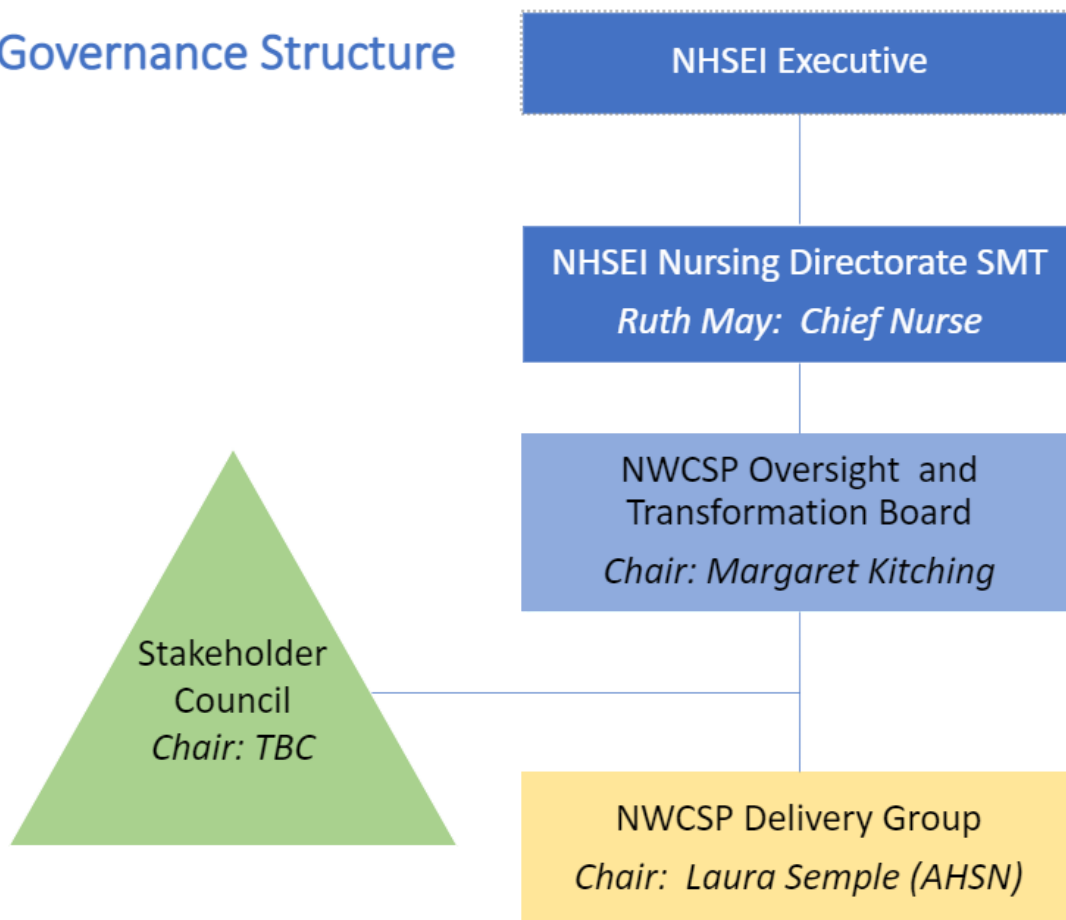 Governance Structure
NHSEI Executive
NHSEI Nursing Directorate SMT
Ruth May: Chief Nurse
NWCSP Oversight and
Transformation Board
Chair: Margaret Kitching
Stakeholder
Council
Chair: TBC
NWCSP Delivery Group
Chair: Laura Semple (AHSN)